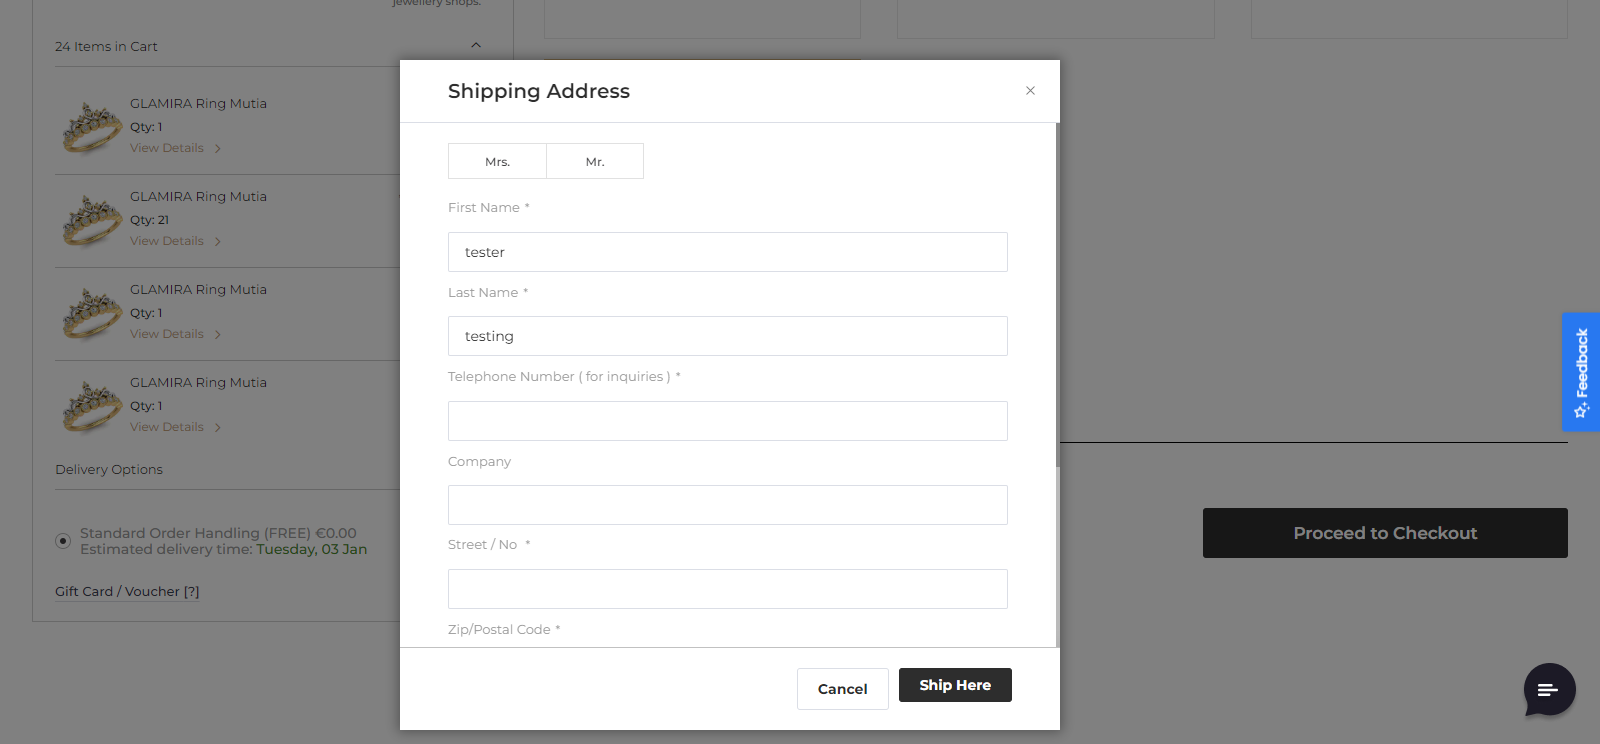 jewellery shops.
24 Items in Cart
GLAMIRA Ring Mutia
Qty: 1
View Details
GLAMIRA Ring Mutia
Qty: 21
View Details
GLAMIRA Ring Mutia
Qty: 1
View Details
GLAMIRA Ring Mutia
Qty: 1
View Details
Delivery Options
Standard Order Handling (FREE) €0.00
Estimated delivery time: Tuesday, 03 Jan
Gift Card / Voucher [?]
Shipping Address
Mrs. Mr.
First Name *
tester
Last Name *
testing
Telephone Number ( for inquiries ) *
Company
Street / No *
Zip/Postal Code *
Cancel Ship Here
Proceed to Checkout
Feedback